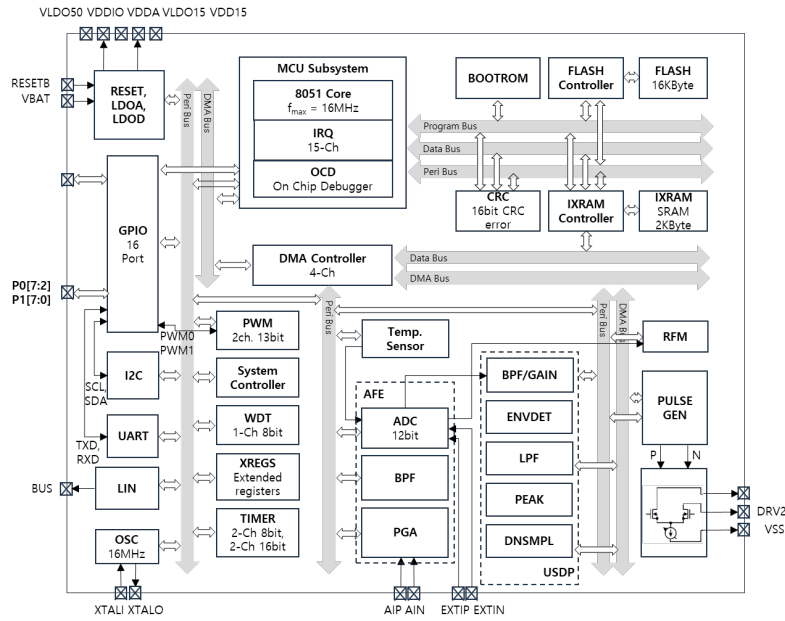 VLDO50 VDDIO VDDA VLDO15 VDD15
RESETB
VBAT
RESET,
LDOA,
LDOD
Peri Bus
DMA Bus
MCU Subsystem
8051 Core
fmax = 16MHz
IRQ
15-Ch
OCD
On Chip Debugger
BOOTROM
FLASH
Controller
FLASH
16KByte
Program Bus
Data Bus
Peri Bus
CRC
16bit CRC
error
IXRAM
Controller
IXRAM
SRAM
2KByte
GPIO
16
Port
P0[7:2]
P1[7:0]
DMA Controller
4-Ch
Data Bus
DMA Bus
Peri Bus
Peri Bus
DMA Bus
PWM0
PWM1
PWM
2ch. 13bit
Temp.
Sensor
RFM
I2C
SCL,
SDA
System
Controller
AFE
BPF/GAIN
PULSE
GEN
ADC
12bit
ENVDET
UART
TXD,
RXD
WDT
1-Ch 8bit
LPF
P
N
BUS
LIN
XREGS
Extended
registers
BPF
PEAK
DRV2
VSS
OSC
16MHz
TIMER
2-Ch 8bit,
2-Ch 16bit
PGA
DNSMPL
USDP
XTALI XTALO
AIP AIN
EXTIP EXTIN